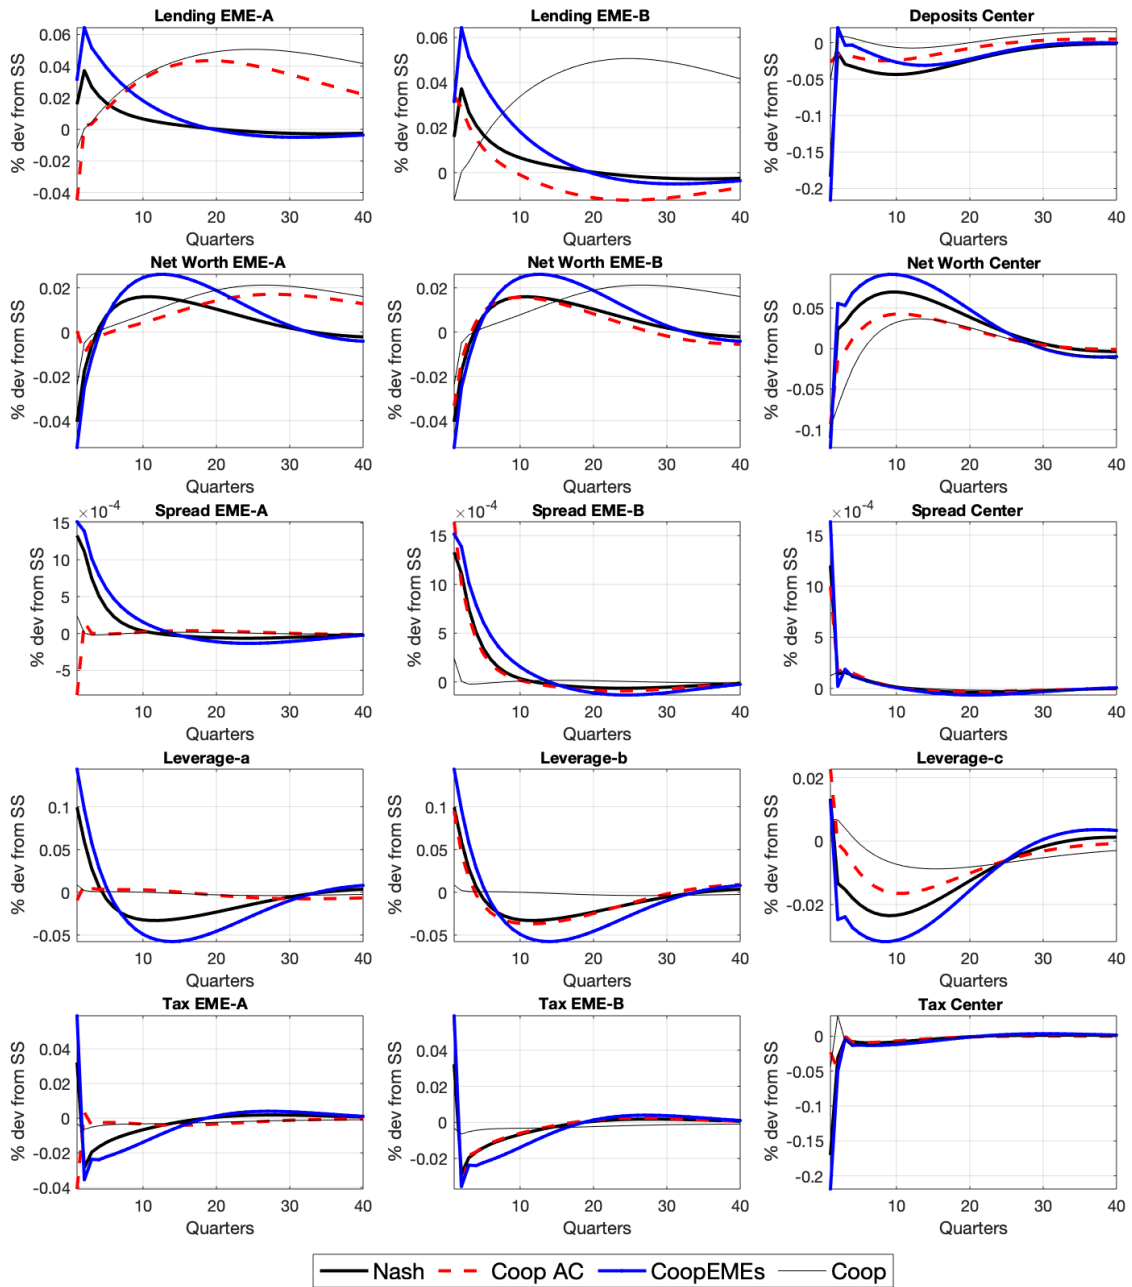 Lending EME-A Lending EME-B Deposits Center
% dev from SS % dev from SS % dev from SS
0.06 0.04 0.02 0 -0.02 -0.04
0.06 0.04 0.02 0
0 -0.05 -0.1 -0.15 -0.2
10 20 30 40 10 20 30 40 10 20 30 40
Quarters Quarters Quarters
Net Worth EME-A Net Worth EME-B Net Worth Center
% dev from SS % dev from SS % dev from SS
0.02 0 -0.02 -0.04
0.02 0 -0.02 -0.04
0.05 0 -0.05 -0.1
10 20 30 40 10 20 30 40 10 20 30 40
Quarters Quarters Quarters
×10-4 Spread EME-A ×10-4 Spread EME-B ×10-4 Spread Center
% dev from SS % dev from SS % dev from SS
15 10 5 0 -5
15 10 5 0
15 10 5 0
10 20 30 40 10 20 30 40 10 20 30 40
Quarters Quarters Quarters
Leverage-a Leverage-b Leverage-c
% dev from SS % dev from SS % dev from SS
0.1 0.05 0 -0.05
0.1 0.05 0 -0.05
0.02 0 -0.02
10 20 30 40 10 20 30 40 10 20 30 40
Quarters Quarters Quarters
Tax EME-A Tax EME-B Tax Center
% dev from SS % dev from SS % dev from SS
0.04 0.02 0 -0.02 -0.04
0.04 0.02 0 -0.02
0 -0.05 -0.1 -0.15 -0.2
10 20 30 40 10 20 30 40 10 20 30 40
Quarters Quarters Quarters
Nash Coop AC CoopEMEs Coop